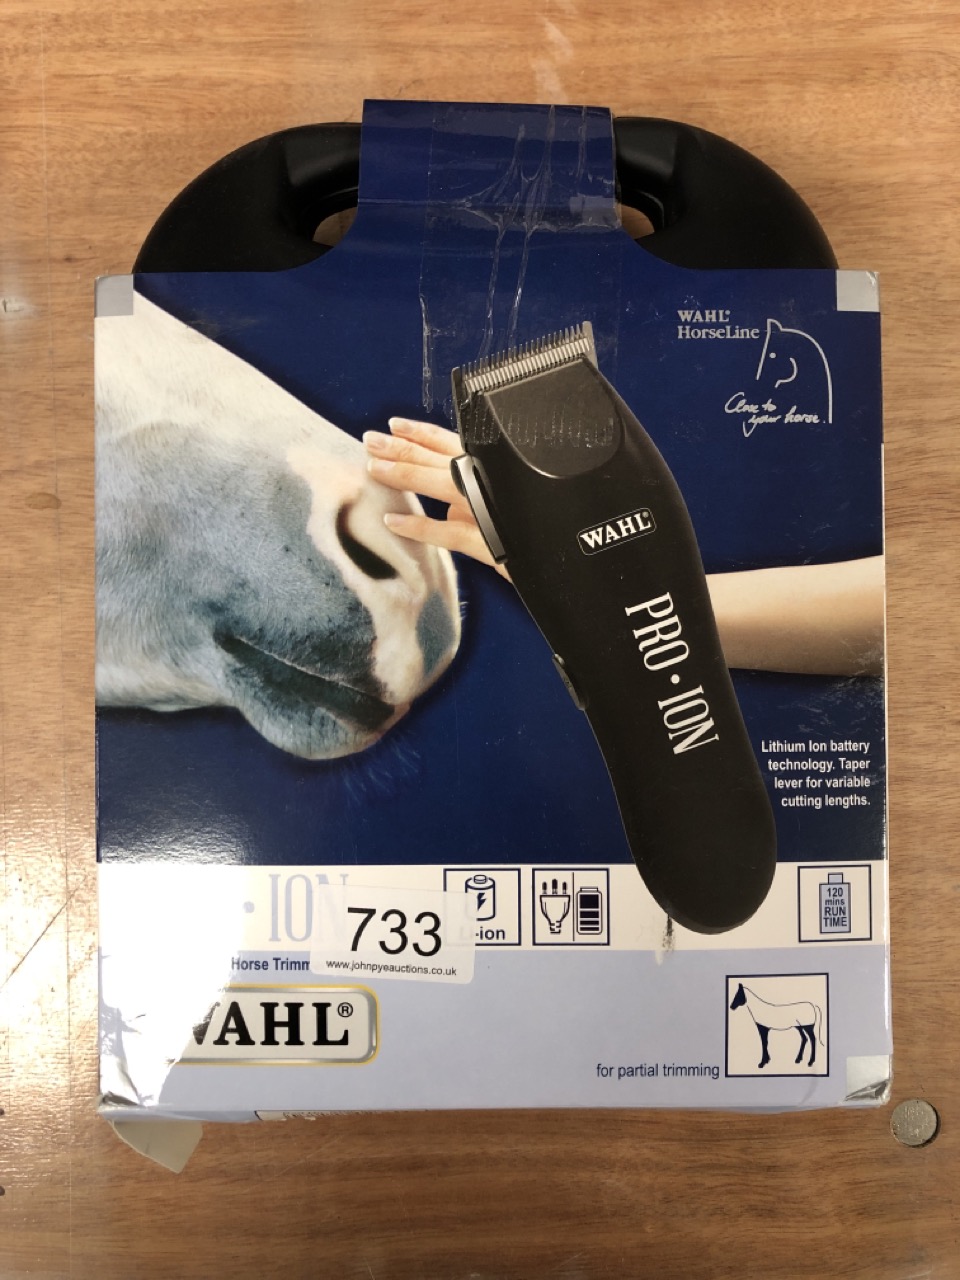 WAHL®
HorseLine
Close to
your horse.
WAHL®
PRO • ION
Lithium Ion battery
technology. Taper
lever for variable
cutting lengths.
• ION
733
www.johnpyeauctions.co.uk
-ion
120
mins
RUN
TIME
Horse Trimm
WAHL®
for partial trimming